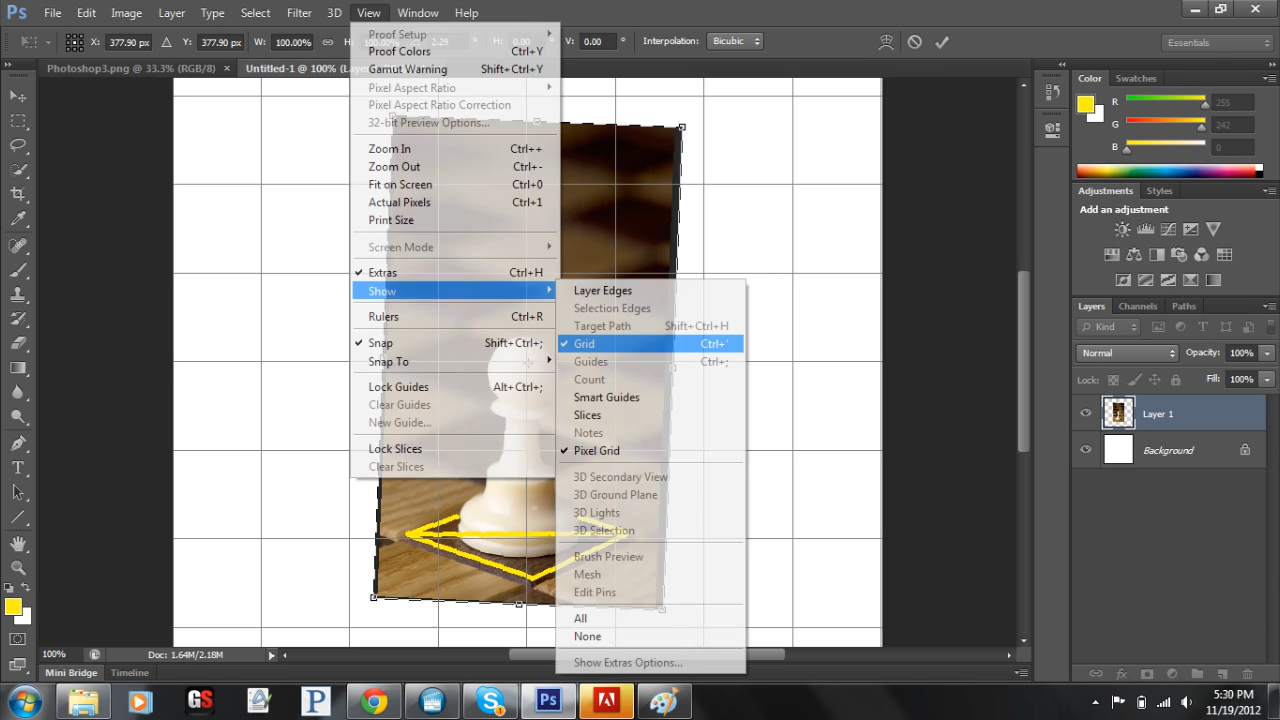 Ps File Edit Image Layer Type Select Filter 3D View Window Help
X: 377.90 px Y: 377.90 px W: 100.00% H: 100.00% 2.29 ° H: 0.00 ° V: 0.00 ° Interpolation: Bicubic Essentials
Photoshop3.png @ 33.3% (RGB/8) × Untitled-1 @ 100% (Layer
Proof Setup
Proof Colors Ctrl+Y
Gamut Warning Shift+Ctrl+Y
Pixel Aspect Ratio
Pixel Aspect Ratio Correction
32-bit Preview Options...
Zoom In Ctrl++
Zoom Out Ctrl+-
Fit on Screen Ctrl+0
Actual Pixels Ctrl+1
Print Size
Screen Mode
Extras Ctrl+H
Show
Rulers Ctrl+R
Snap Shift+Ctrl+;
Snap To
Lock Guides Alt+Ctrl+;
Clear Guides
New Guide...
Lock Slices
Clear Slices
Layer Edges
Selection Edges
Target Path Shift+Ctrl+H
Grid Ctrl+'
Guides Ctrl+;
Count
Smart Guides
Slices
Notes
Pixel Grid
3D Secondary View
3D Ground Plane
3D Lights
3D Selection
Brush Preview
Mesh
Edit Pins
All
None
Show Extras Options...
Color Swatches
R 255
G 242
B 0
Adjustments Styles
Add an adjustment
Layers Channels Paths
Kind
Normal Opacity: 100%
Lock: Fill: 100%
Layer 1
Background
100% Doc: 1.64M/2.18M
Mini Bridge Timeline
GS P Ps
5:30 PM
11/19/2012